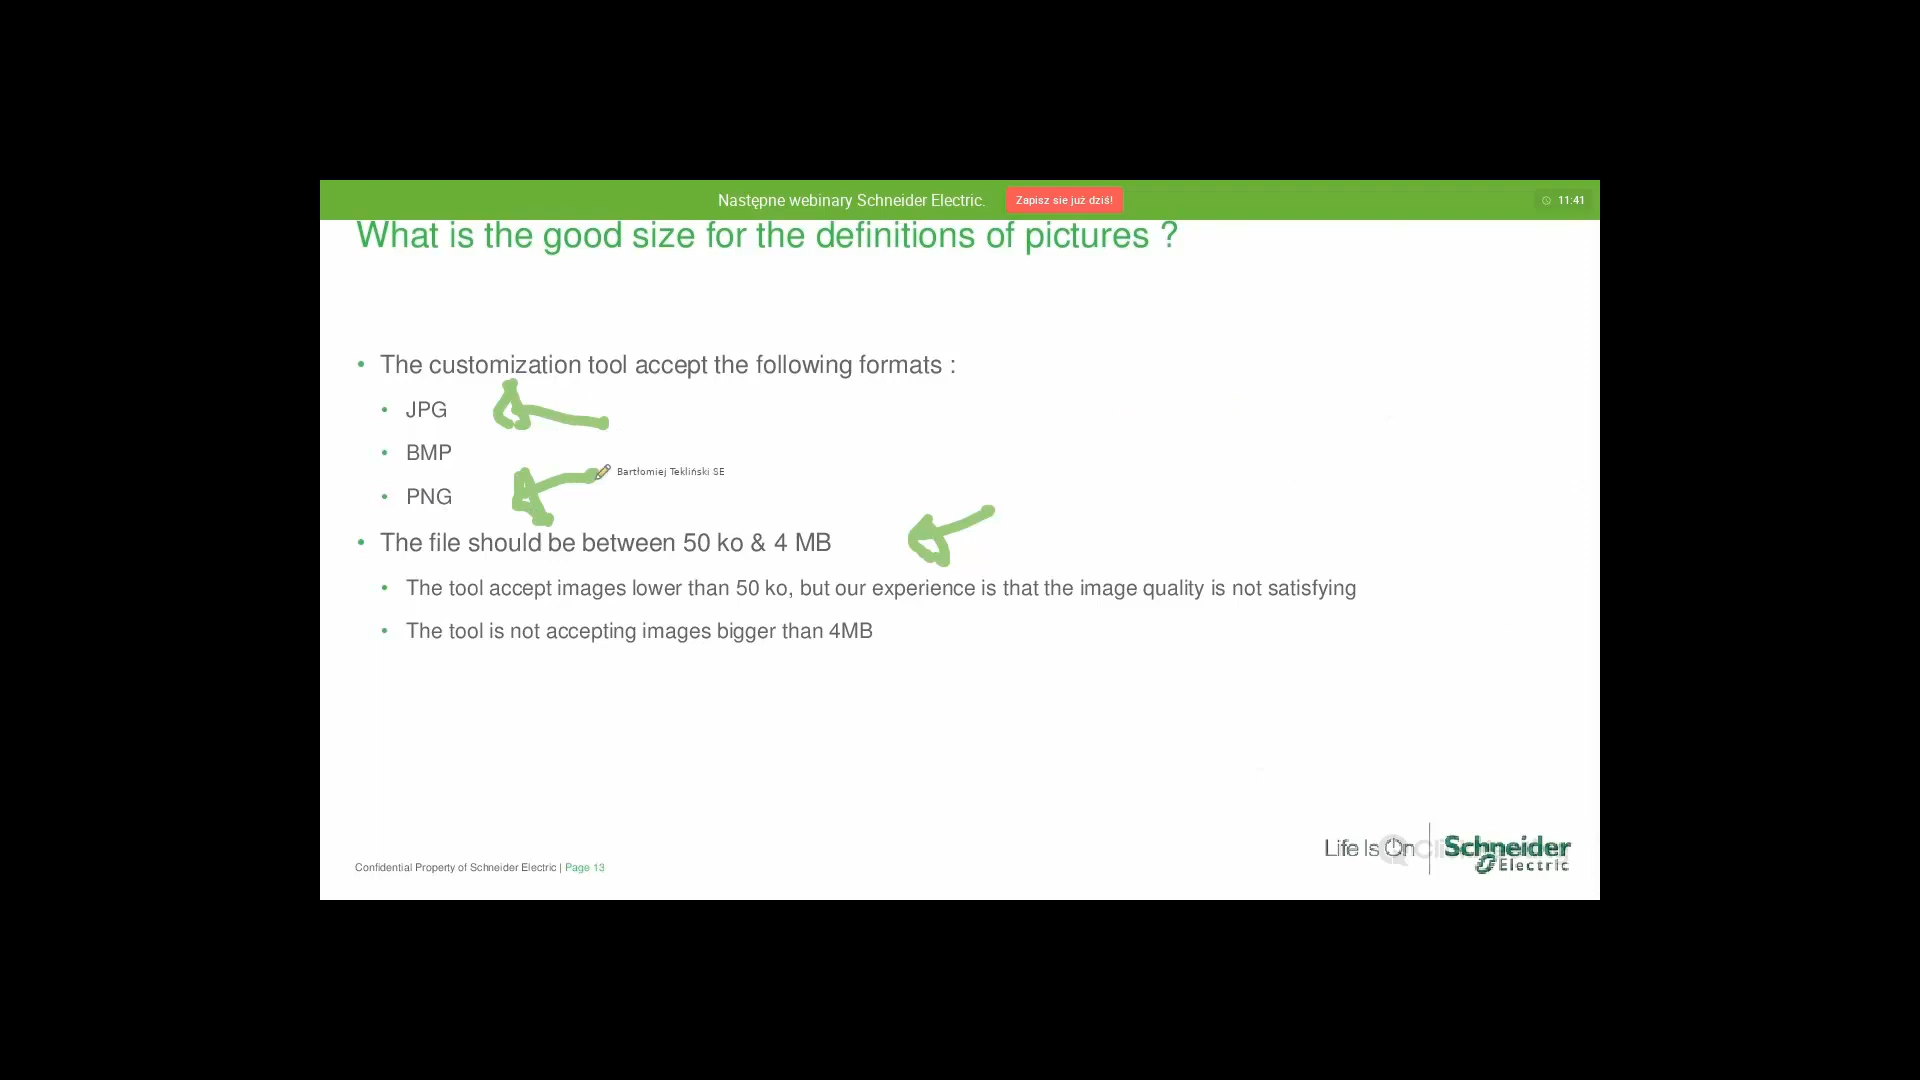 Następne webinary Schneider Electric.
Zapisz sie już dziś!
11:41
What is the good size for the definitions of pictures ?
• The customization tool accept the following formats :
• JPG
• BMP
• PNG
Bartłomiej Tekliński SE
• The file should be between 50 ko & 4 MB
• The tool accept images lower than 50 ko, but our experience is that the image quality is not satisfying
• The tool is not accepting images bigger than 4MB
Confidential Property of Schneider Electric | Page 13
Life Is On
Schneider
Electric